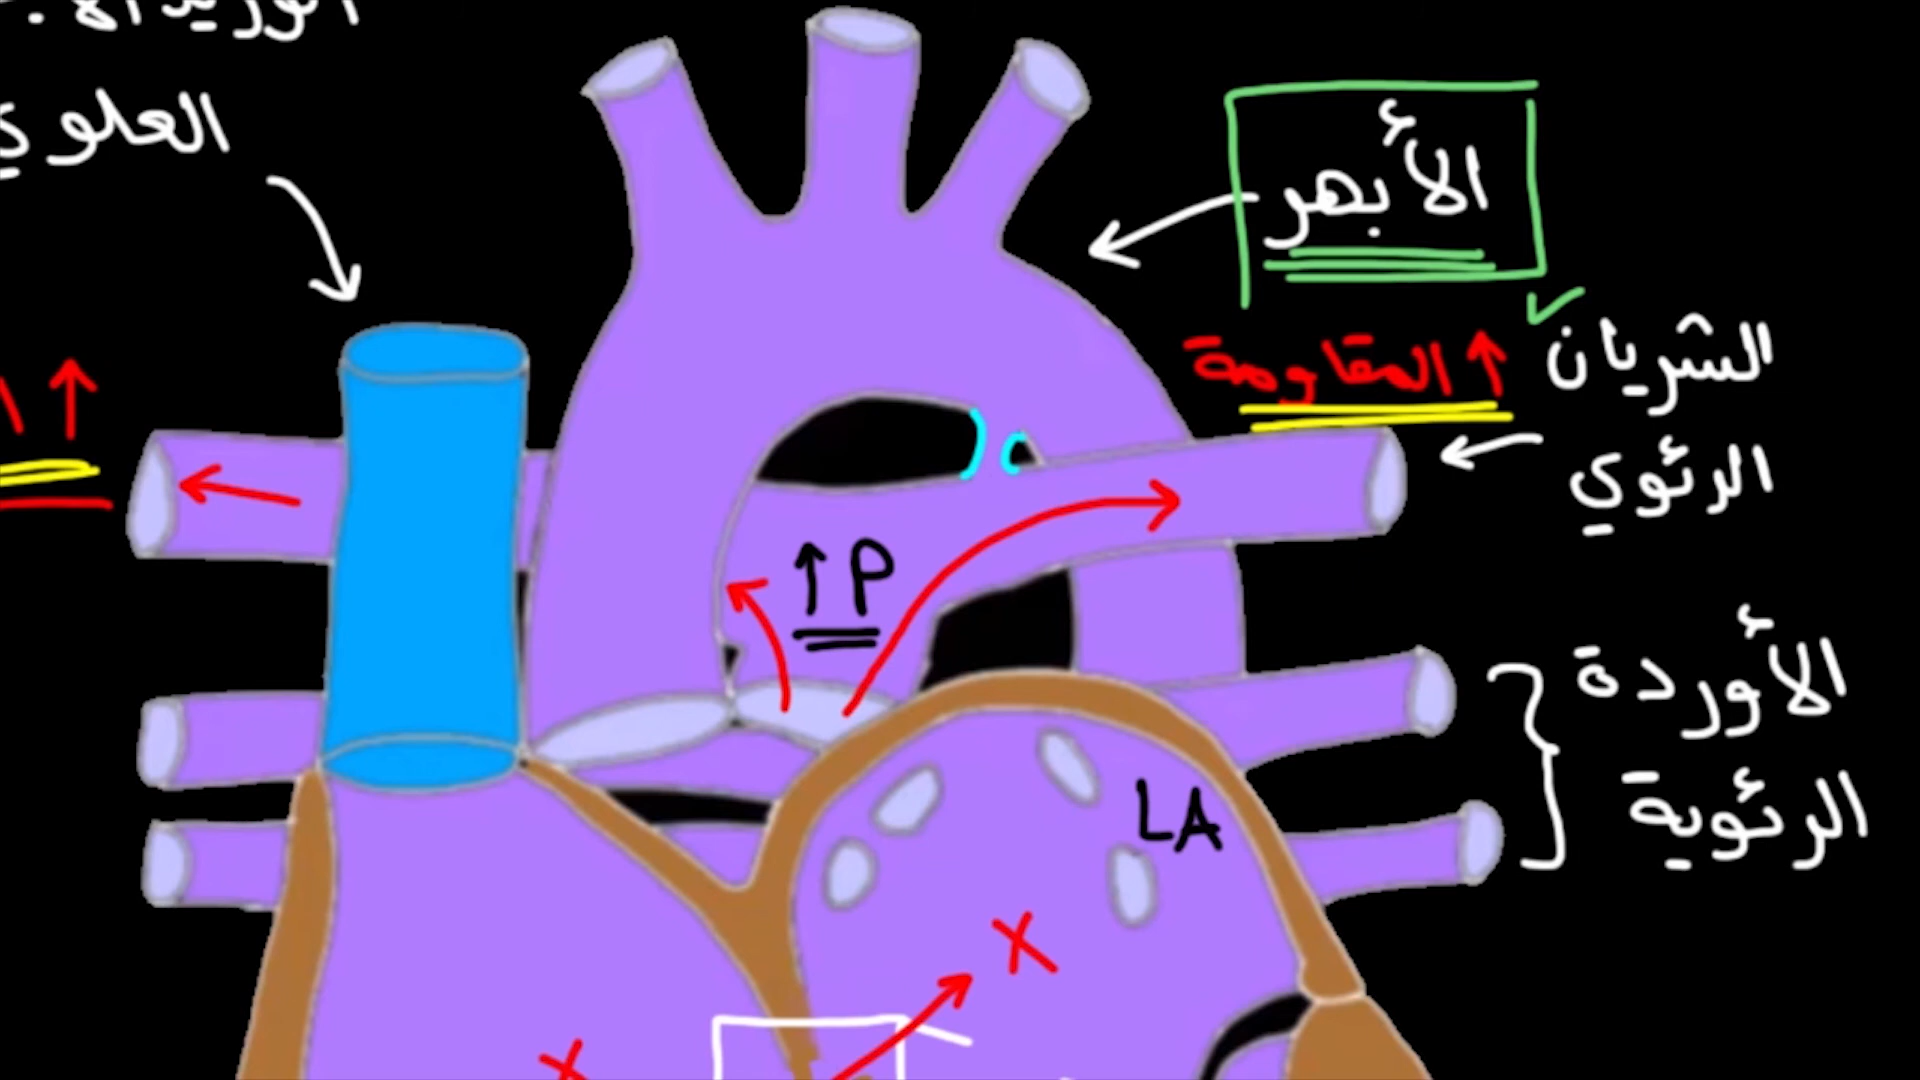 العلوي
الأبهر
↑ المقاومة
الشريان
الرئوي
↑ P
الأوردة
الرئوية
LA
X
X